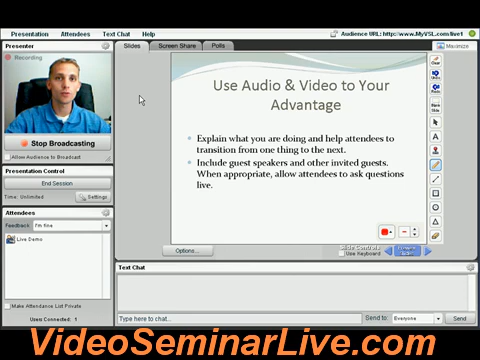 Presentation Attendees Text Chat Help
Audience URL: http:/www.MyVSL.com/live1
Presenter
Slides Screen Share Polls
Maximize
Recording
Use Audio & Video to Your
Advantage
Explain what you are doing and help attendees to
transition from one thing to the next.
Include guest speakers and other invited guests.
When appropriate, allow attendees to ask questions
live.
Stop Broadcasting
Allow Audience to Broadcast
Presentation Control
End Session
Time: Unlimited
Settings
Attendees
Feedback I'm fine
Live Demo
Options...
Slide Controls
Use Keyboard
Text Chat
Make Attendance List Private
Users Connected: 1
Type here to chat...
Send to: Everyone
Send
VideoSeminarLive.com